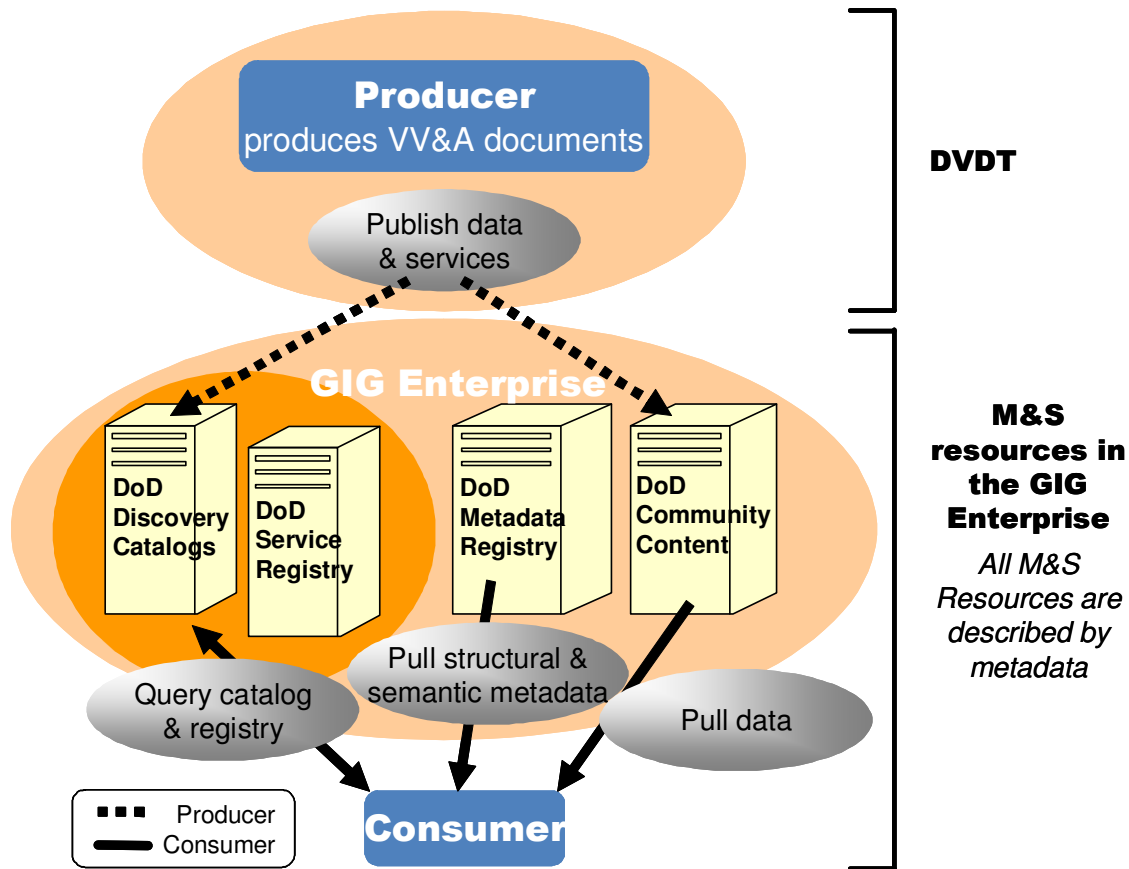 Producer
produces VV&A documents
Publish data
& services
DVDT
GIG Enterprise
DoD
Discovery
Catalogs
DoD
Service
Registry
DoD
Metadata
Registry
DoD
Community
Content
M&S
resources in
the GIG
Enterprise
All M&S
Resources are
described by
metadata
Query catalog
& registry
Pull structural &
semantic metadata
Pull data
Consumer
Producer
Consumer